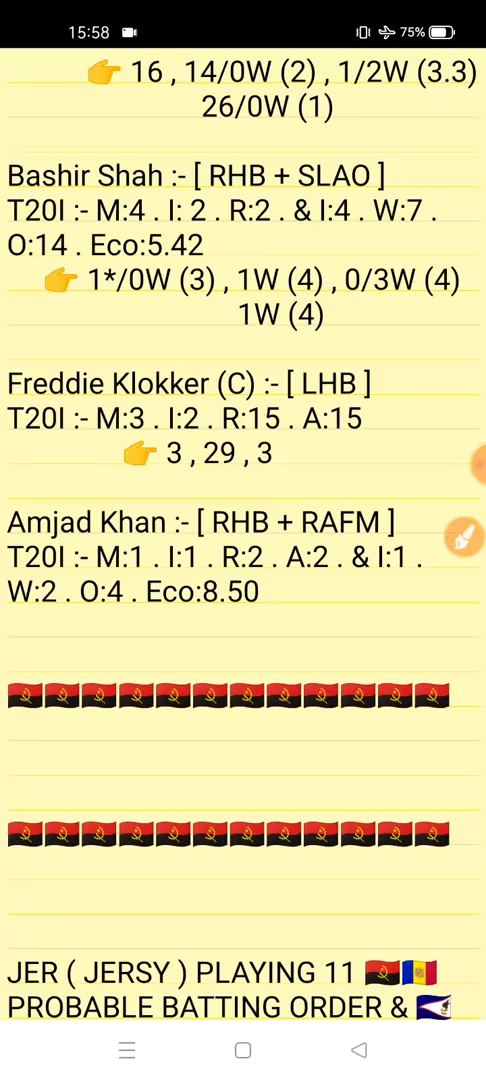 15:58
75%
👉 16 , 14/0W (2) , 1/2W (3.3)
26/0W (1)
Bashir Shah :- [ RHB + SLAO ]
T20I :- M:4 . I: 2 . R:2 . & I:4 . W:7 .
O:14 . Eco:5.42
👉 1*/0W (3) , 1W (4) , 0/3W (4)
1W (4)
Freddie Klokker (C) :- [ LHB ]
T20I :- M:3 . I:2 . R:15 . A:15
👉 3 , 29 , 3
Amjad Khan :- [ RHB + RAFM ]
T20I :- M:1 . I:1 . R:2 . A:2 . & I:1 .
W:2 . O:4 . Eco:8.50
🇦🇴🇦🇴🇦🇴🇦🇴🇦🇴🇦🇴🇦🇴🇦🇴🇦🇴🇦🇴🇦🇴🇦🇴
🇦🇴🇦🇴🇦🇴🇦🇴🇦🇴🇦🇴🇦🇴🇦🇴🇦🇴🇦🇴🇦🇴🇦🇴
JER ( JERSY ) PLAYING 11 🇦🇴🇦🇩
PROBABLE BATTING ORDER & 🇦🇸